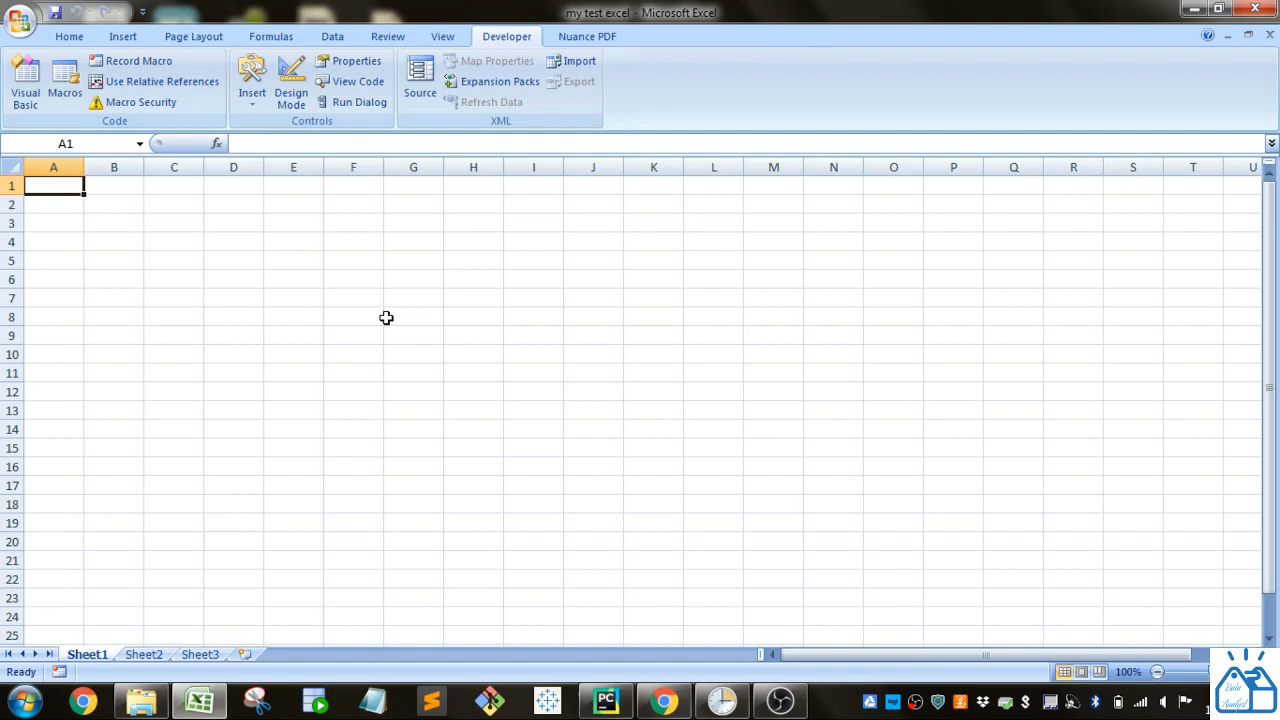 my test excel - Microsoft Excel
Home Insert Page Layout Formulas Data Review View Developer Nuance PDF
Visual Basic
Macros
Record Macro
Use Relative References
Macro Security
Code
Insert
Design Mode
Properties
View Code
Run Dialog
Controls
Source
Map Properties
Expansion Packs
Refresh Data
Import
Export
XML
A1
fx
A B C D E F G H I J K L M N O P Q R S T U
1
2
3
4
5
6
7
8
9
10
11
12
13
14
15
16
17
18
19
20
21
22
23
24
25
Sheet1 Sheet2 Sheet3
Ready
100%
PC
Data
Analyst